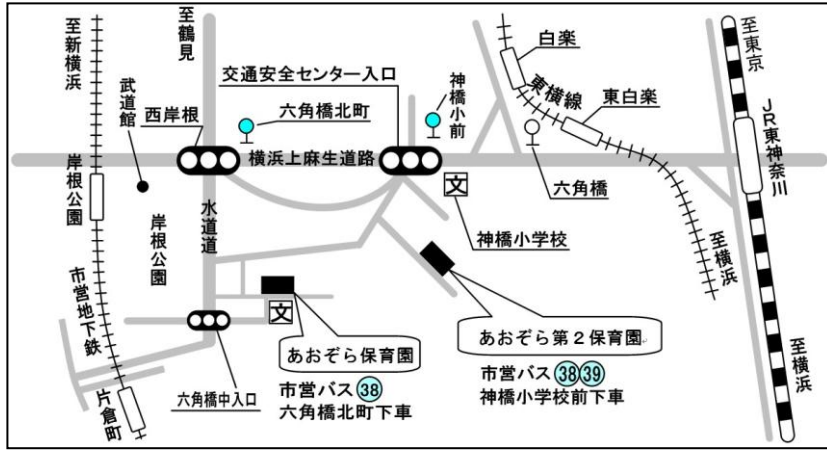 至新横浜
至鶴見
武道館
西岸根
交通安全センター入口
六角橋北町
神橋小前
白楽
東横線
東白楽
至東京
JR東神奈川
横浜上麻生道路
六角橋
岸根公園
岸根公園
水道道
文
神橋小学校
至横浜
市営地下鉄
文
あおぞら保育園
あおぞら第2保育園
至横浜
片倉町
六角橋中入口
市営バス 38
六角橋北町下車
市営バス 38 39
神橋小学校前下車